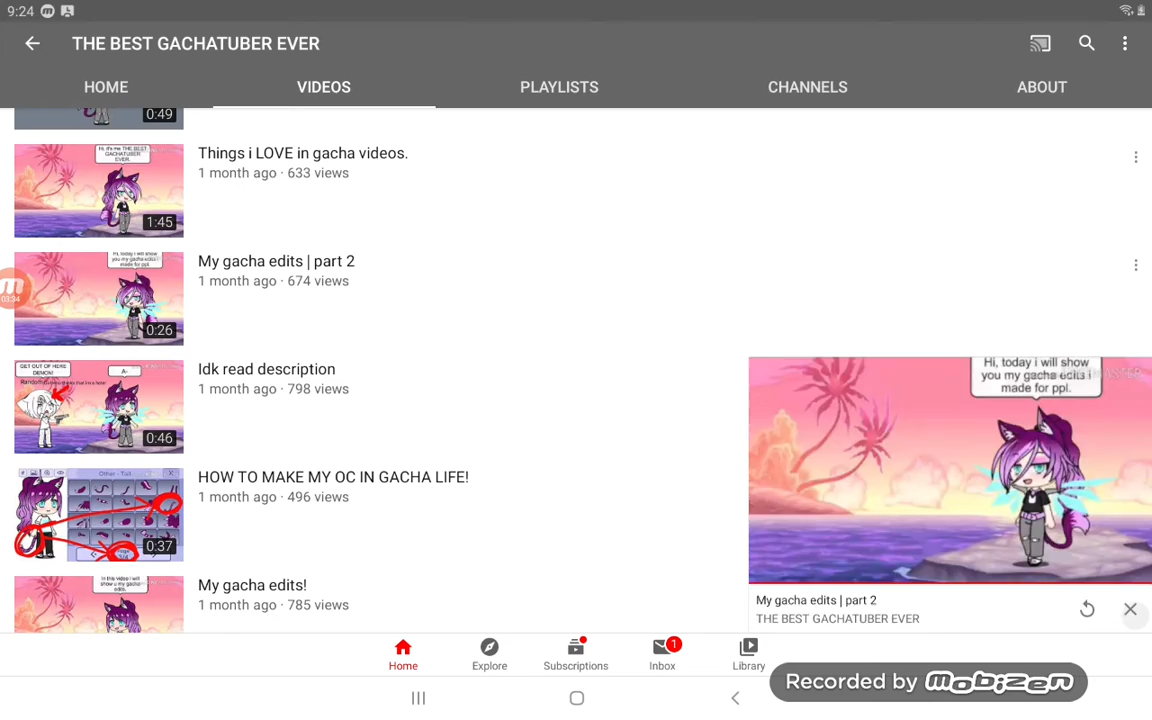 9:24
THE BEST GACHATUBER EVER
HOME
VIDEOS
PLAYLISTS
CHANNELS
ABOUT
0:49
Hi, it's me THE BEST
GACHATUBER
EVER.
1:45
Things i LOVE in gacha videos.
1 month ago · 633 views
Hi, today i will show
you my gacha edits i
made for ppl.
0:26
My gacha edits | part 2
1 month ago · 674 views
03:34
GET OUT OF HERE
DEMON!
A-
0:46
Idk read description
1 month ago · 798 views
Other - Tail
0:37
HOW TO MAKE MY OC IN GACHA LIFE!
1 month ago · 496 views
In this video i will
show u my gacha
edits.
My gacha edits!
1 month ago · 785 views
Hi, today i will show
you my gacha edits i
made for ppl.
My gacha edits | part 2
THE BEST GACHATUBER EVER
Home
Explore
Subscriptions
1
Inbox
Library
Recorded by mobizen